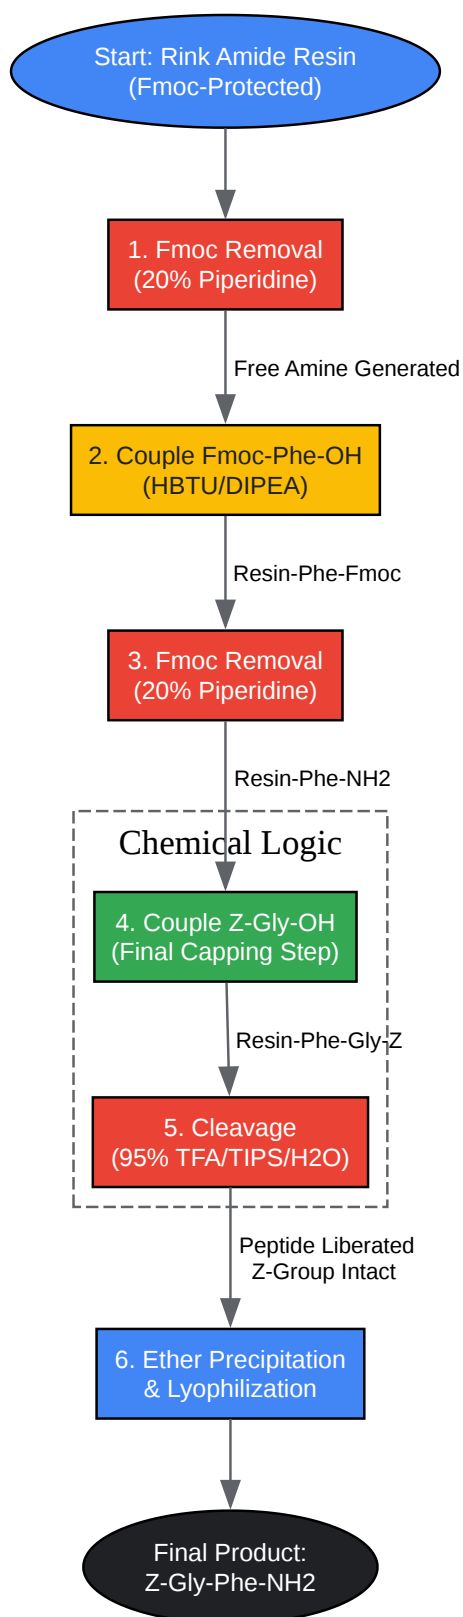 Start: Rink Amide Resin
(Fmoc-Protected)
1. Fmoc Removal
(20% Piperidine)
Free Amine Generated
2. Couple Fmoc-Phe-OH
(HBTU/DIPEA)
Resin-Phe-Fmoc
3. Fmoc Removal
(20% Piperidine)
Resin-Phe-NH2
Chemical Logic
4. Couple Z-Gly-OH
(Final Capping Step)
Resin-Phe-Gly-Z
5. Cleavage
(95% TFA/TIPS/H2O)
Peptide Liberated
Z-Group Intact
6. Ether Precipitation
& Lyophilization
Final Product:
Z-Gly-Phe-NH2